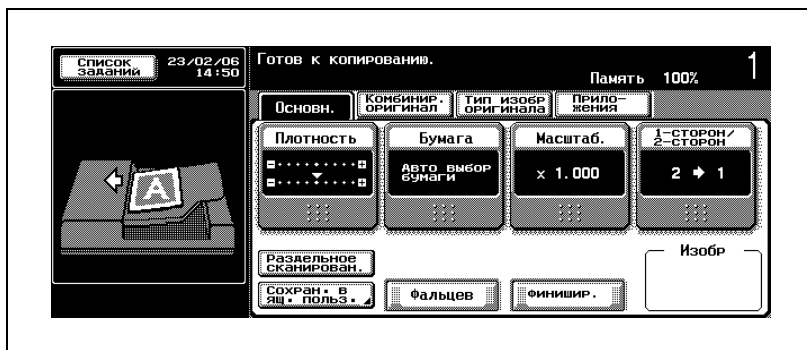 Список
заданий
23/02/06
14:50
Готов к копированию.
Память 100%
1
Основн.
Комбинир.
оригинал
Тип изобр
оригинала
Прило-
жения
Плотность
Бумага
Масштаб.
1-сторон/
2-сторон
Авто выбор
бумаги
× 1.000
2 → 1
A
Раздельное
сканирован.
Изобр
Сохран. в
ящ. польз.
Фальцев
Финишир.